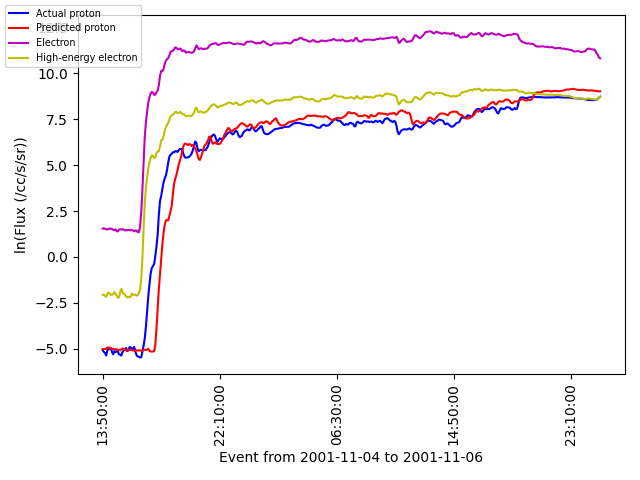 Actual proton
Predicted proton
Electron
High-energy electron
10.0
7.5
5.0
2.5
0.0
−2.5
−5.0
ln(Flux (/cc/s/sr))
13:50:00
22:10:00
06:30:00
14:50:00
23:10:00
Event from 2001-11-04 to 2001-11-06